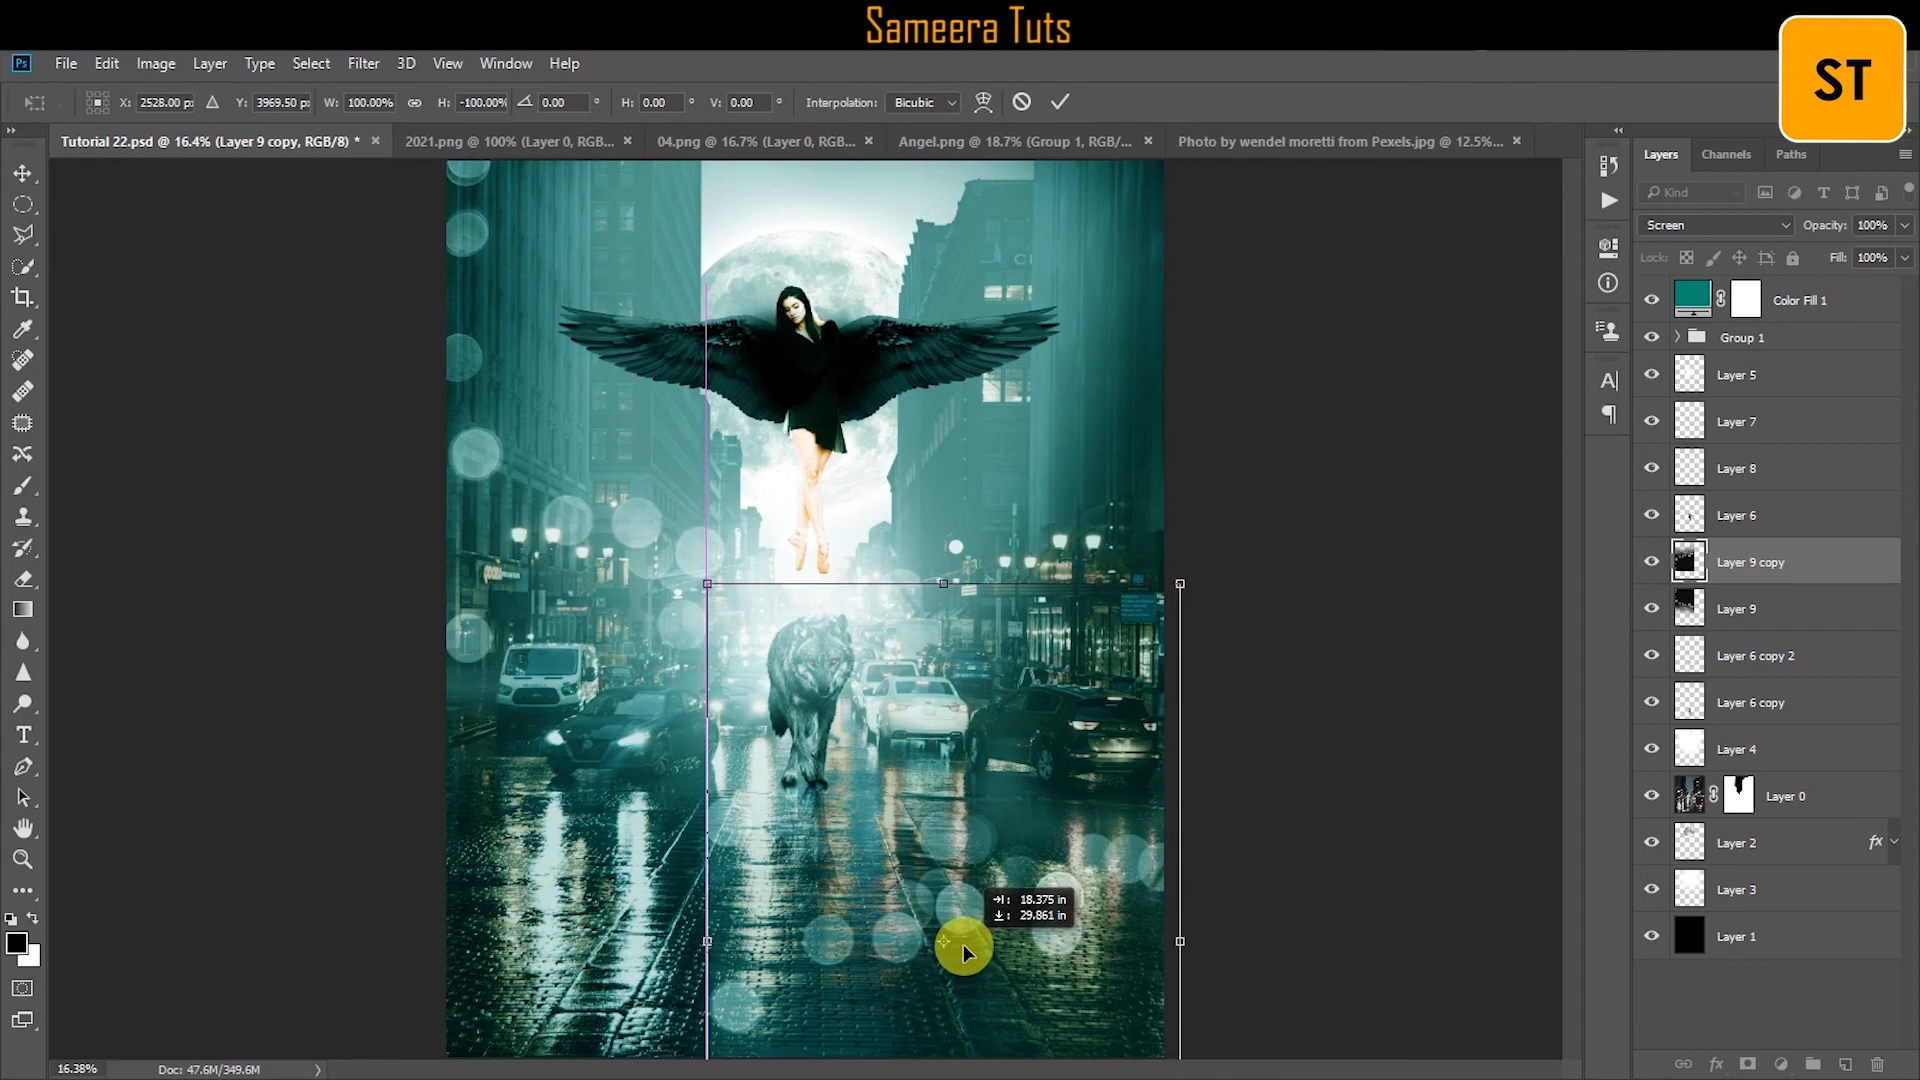 Sameera Tuts
ST
Ps File Edit Image Layer Type Select Filter 3D View Window Help
X: 2528.00 px Y: 3969.50 px W: 100.00% H: -100.00% 0.00 ° H: 0.00 ° V: 0.00 ° Interpolation: Bicubic
Tutorial 22.psd @ 16.4% (Layer 9 copy, RGB/8) * × 2021.png @ 100% (Layer 0, RGB... × 04.png @ 16.7% (Layer 0, RGB... × Angel.png @ 18.7% (Group 1, RGB/... × Photo by wendel moretti from Pexels.jpg @ 12.5%... ×
Layers Channels Paths
Kind
Screen Opacity: 100%
Lock: Fill: 100%
Color Fill 1
Group 1
Layer 5
Layer 7
Layer 8
Layer 6
Layer 9 copy
Layer 9
Layer 6 copy 2
Layer 6 copy
Layer 4
Layer 0
Layer 2 fx
Layer 3
Layer 1
18.375 in
29.861 in
16.38% Doc: 47.6M/349.6M